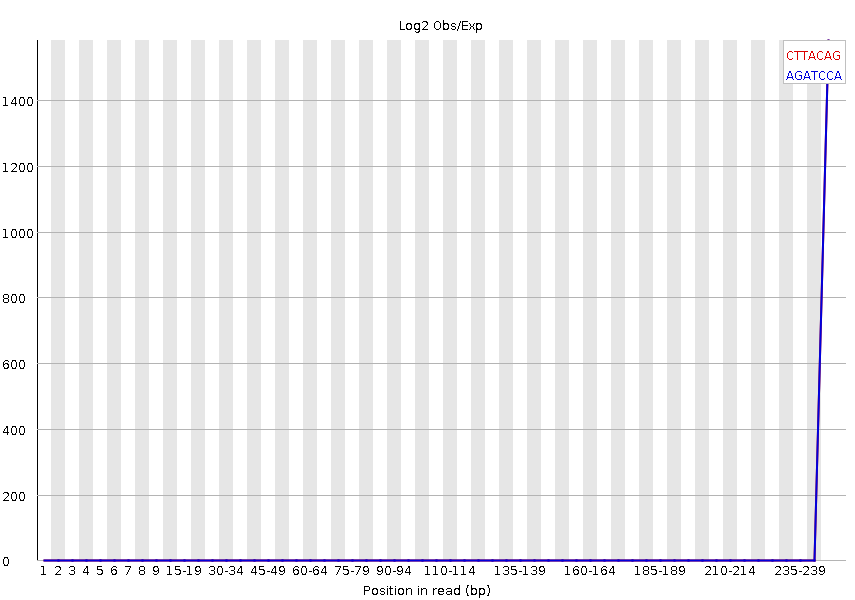 Log2 Obs/Exp
CTTACAG
AGATCCA
1400
1200
1000
800
600
400
200
0
1 2 3 4 5 6 7 8 9 15-19 30-34 45-49 60-64 75-79 90-94 110-114 135-139 160-164 185-189 210-214 235-239
Position in read (bp)